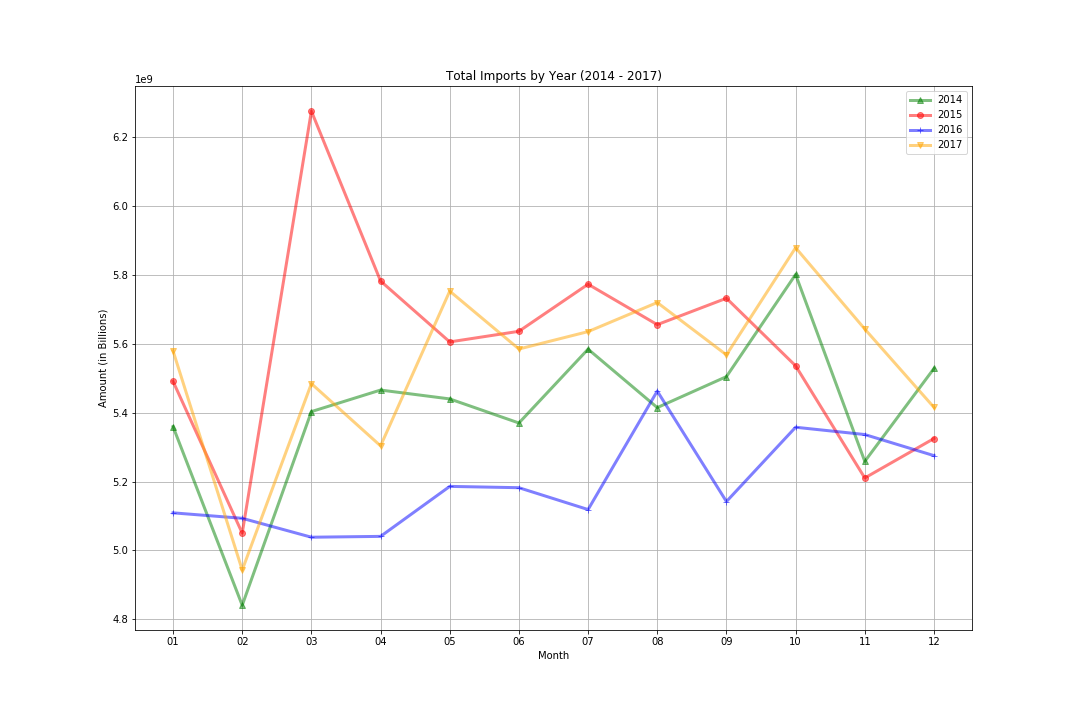 Total Imports by Year (2014 - 2017)
1e9
2014
2015
2016
2017
6.2
6.0
5.8
5.6
5.4
5.2
5.0
4.8
Amount (in Billions)
01 02 03 04 05 06 07 08 09 10 11 12
Month